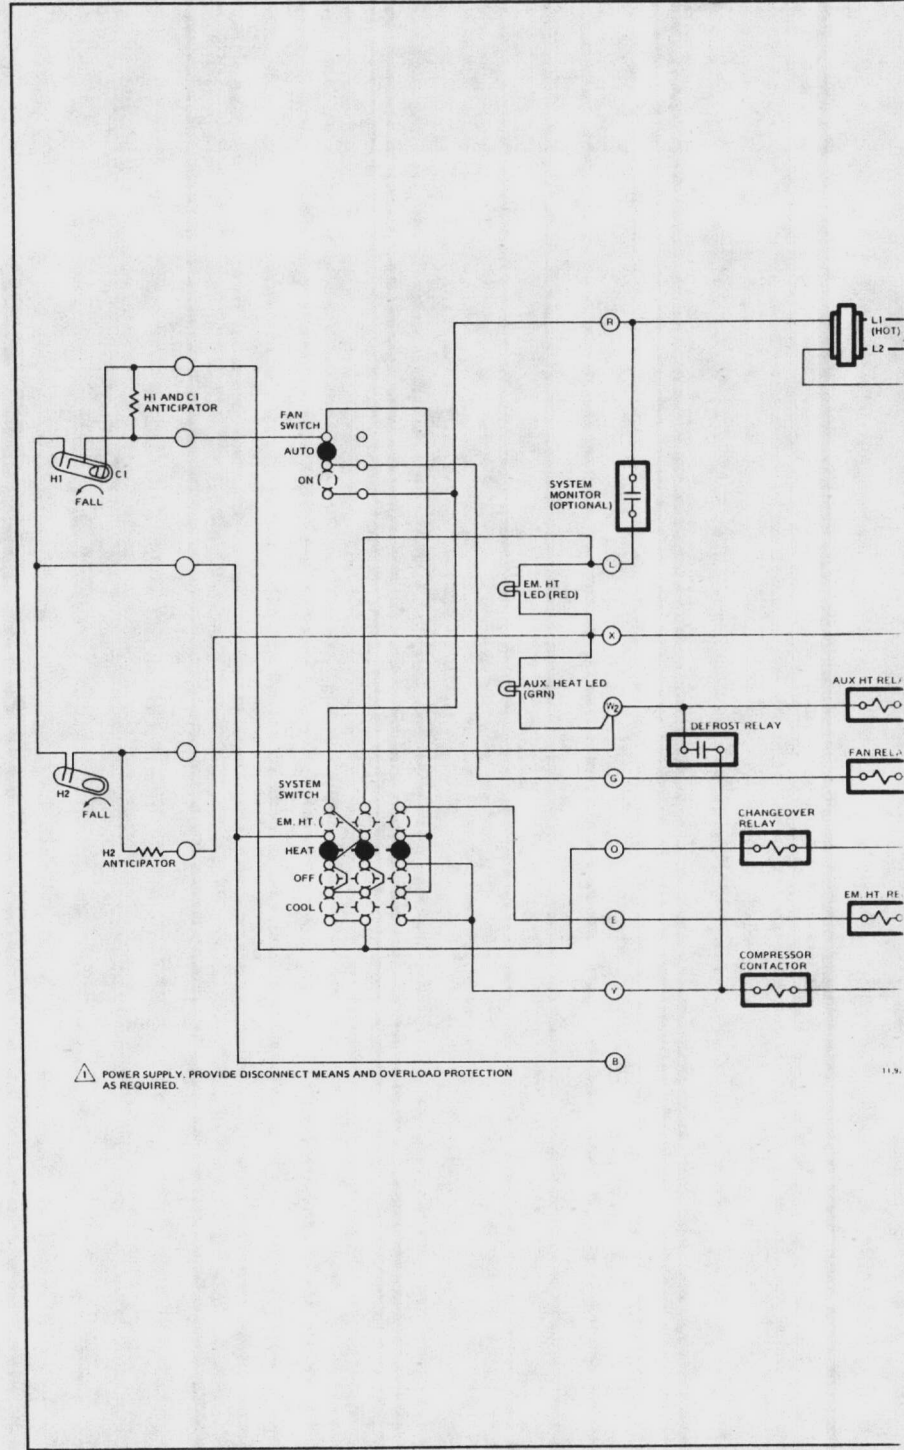 R
L1
(HOT)
L2
H1 AND C1
ANTICIPATOR
FAN
SWITCH
AUTO
ON
H1
C1
FALL
SYSTEM
MONITOR
(OPTIONAL)
L
EM. HT
LED (RED)
X
AUX. HEAT LED
(GRN)
W2
AUX HT
DEFROST RELAY
FAN
G
H2
FALL
SYSTEM
SWITCH
EM. HT.
HEAT
OFF
COOL
H2
ANTICIPATOR
CHANGEOVER
RELAY
O
EM. HT.
E
COMPRESSOR
CONTACTOR
Y
B
1 POWER SUPPLY. PROVIDE DISCONNECT MEANS AND OVERLOAD PROTECTION
AS REQUIRED.